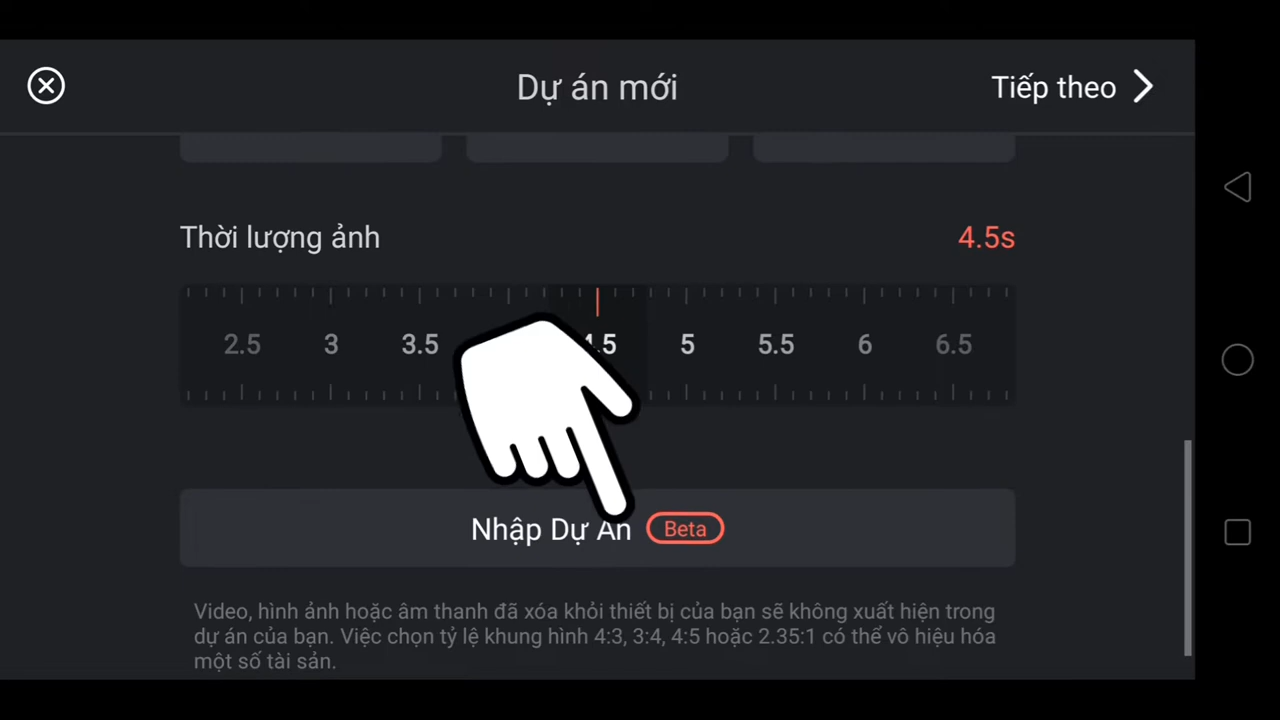 Dự án mới
Tiếp theo
Thời lượng ảnh
4.5s
2.5 3 3.5 4.5 5 5.5 6 6.5
Nhập Dự Án Beta
Video, hình ảnh hoặc âm thanh đã xóa khỏi thiết bị của bạn sẽ không xuất hiện trong
dự án của bạn. Việc chọn tỷ lệ khung hình 4:3, 3:4, 4:5 hoặc 2.35:1 có thể vô hiệu hóa
một số tài sản.